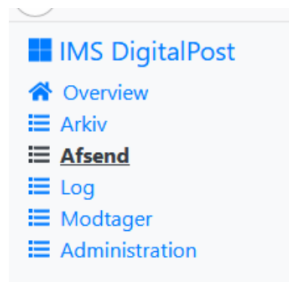 IMS DigitalPost
Overview
Arkiv
Afsend
Log
Modtager
Administration